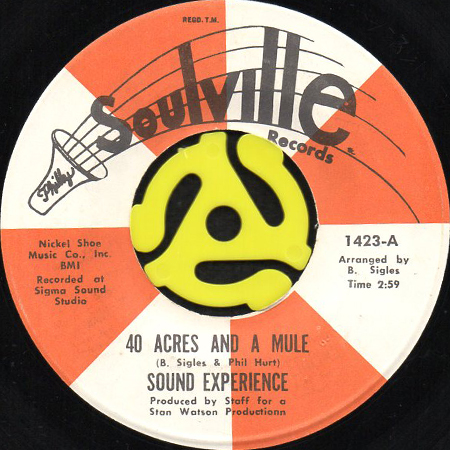 REGD. T.M.
Soulville
Records
Philly
Nickel Shoe
Music Co., Inc.
BMI
Recorded at
Sigma Sound
Studio
1423-A
Arranged by
B. Sigles
Time 2:59
40 ACRES AND A MULE
(B. Sigles & Phil Hurt)
SOUND EXPERIENCE
Produced by Staff for a
Stan Watson Productionn